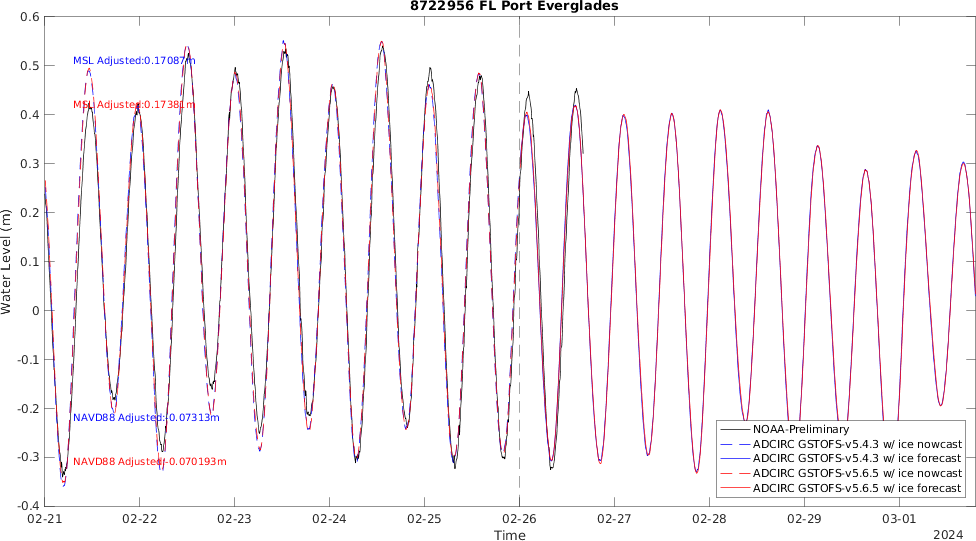 8722956 FL Port Everglades
0.6
0.5
0.4
0.3
0.2
0.1
0
-0.1
-0.2
-0.3
-0.4
Water Level (m)
MSL Adjusted:0.17087m
MSL Adjusted:0.17381m
NAVD88 Adjusted:-0.07313m
NAVD88 Adjusted:-0.070193m
NOAA-Preliminary
ADCIRC GSTOFS-v5.4.3 w/ ice nowcast
ADCIRC GSTOFS-v5.4.3 w/ ice forecast
ADCIRC GSTOFS-v5.6.5 w/ ice nowcast
ADCIRC GSTOFS-v5.6.5 w/ ice forecast
02-21 02-22 02-23 02-24 02-25 02-26 02-27 02-28 02-29 03-01
Time
2024